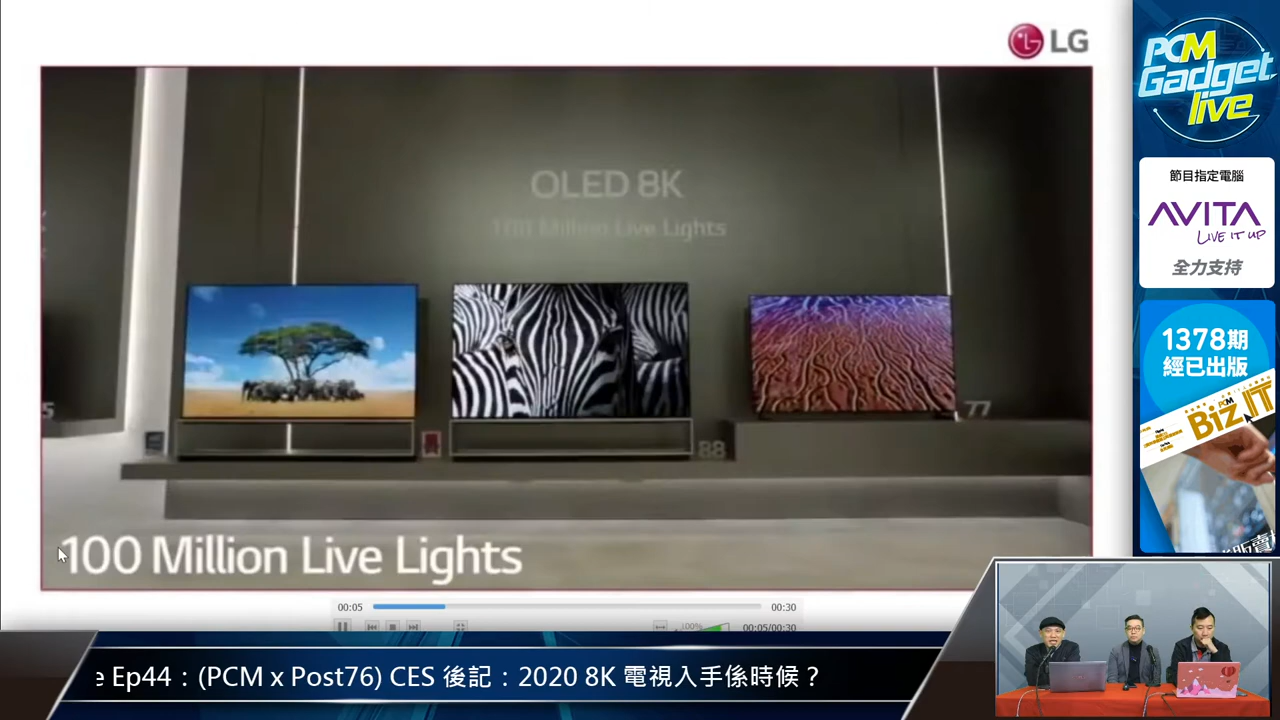 LG
OLED 8K
100 Million Live Lights
77
88
100 Million Live Lights
00:05
00:30
100%
00:05/00:30
e Ep44：(PCM x Post76) CES 後記：2020 8K 電視入手係時候？
PCM
Gadget
live
節目指定電腦
AVITA
LIVE IT UP
全力支持
1378期
經已出版
PCM
Biz IT